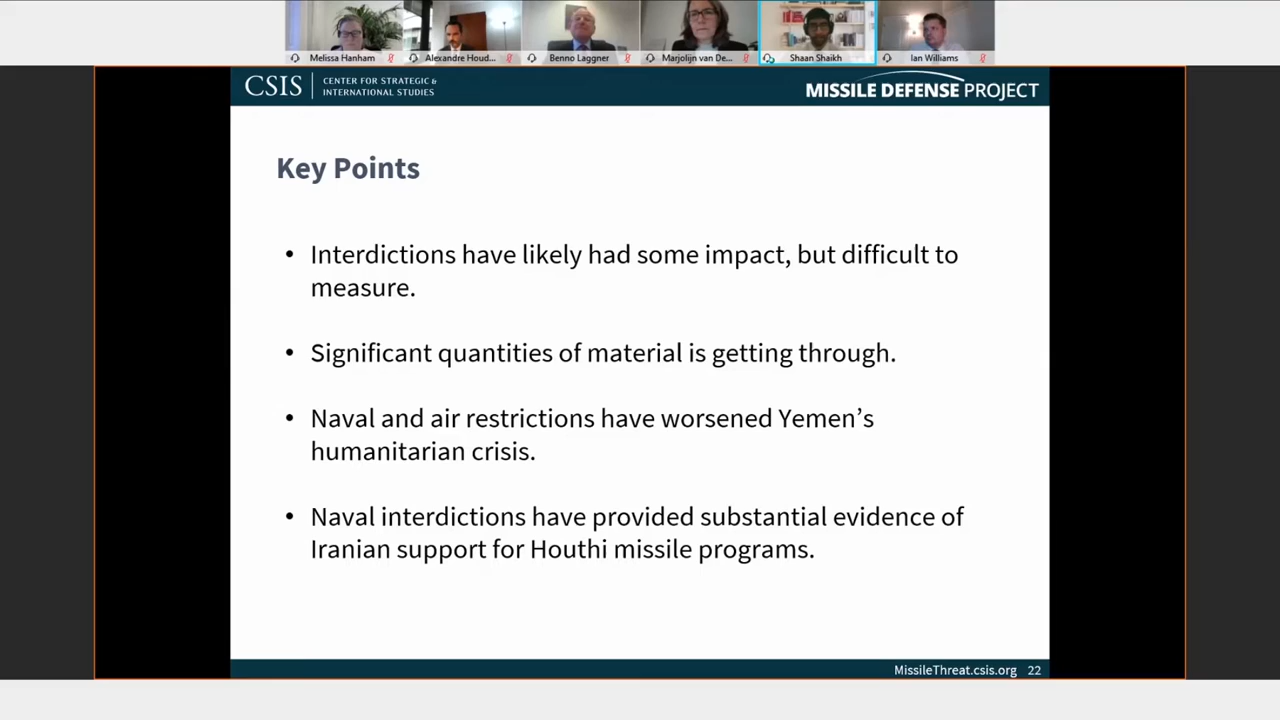 Melissa Hanham
Alexandre Houd...
Benno Laggner
Marjolijn van De...
Shaan Shaikh
Ian Williams
CSIS
CENTER FOR STRATEGIC &
INTERNATIONAL STUDIES
MISSILE DEFENSE PROJECT
Key Points
• Interdictions have likely had some impact, but difficult to
measure.
• Significant quantities of material is getting through.
• Naval and air restrictions have worsened Yemen’s
humanitarian crisis.
• Naval interdictions have provided substantial evidence of
Iranian support for Houthi missile programs.
MissileThreat.csis.org 22